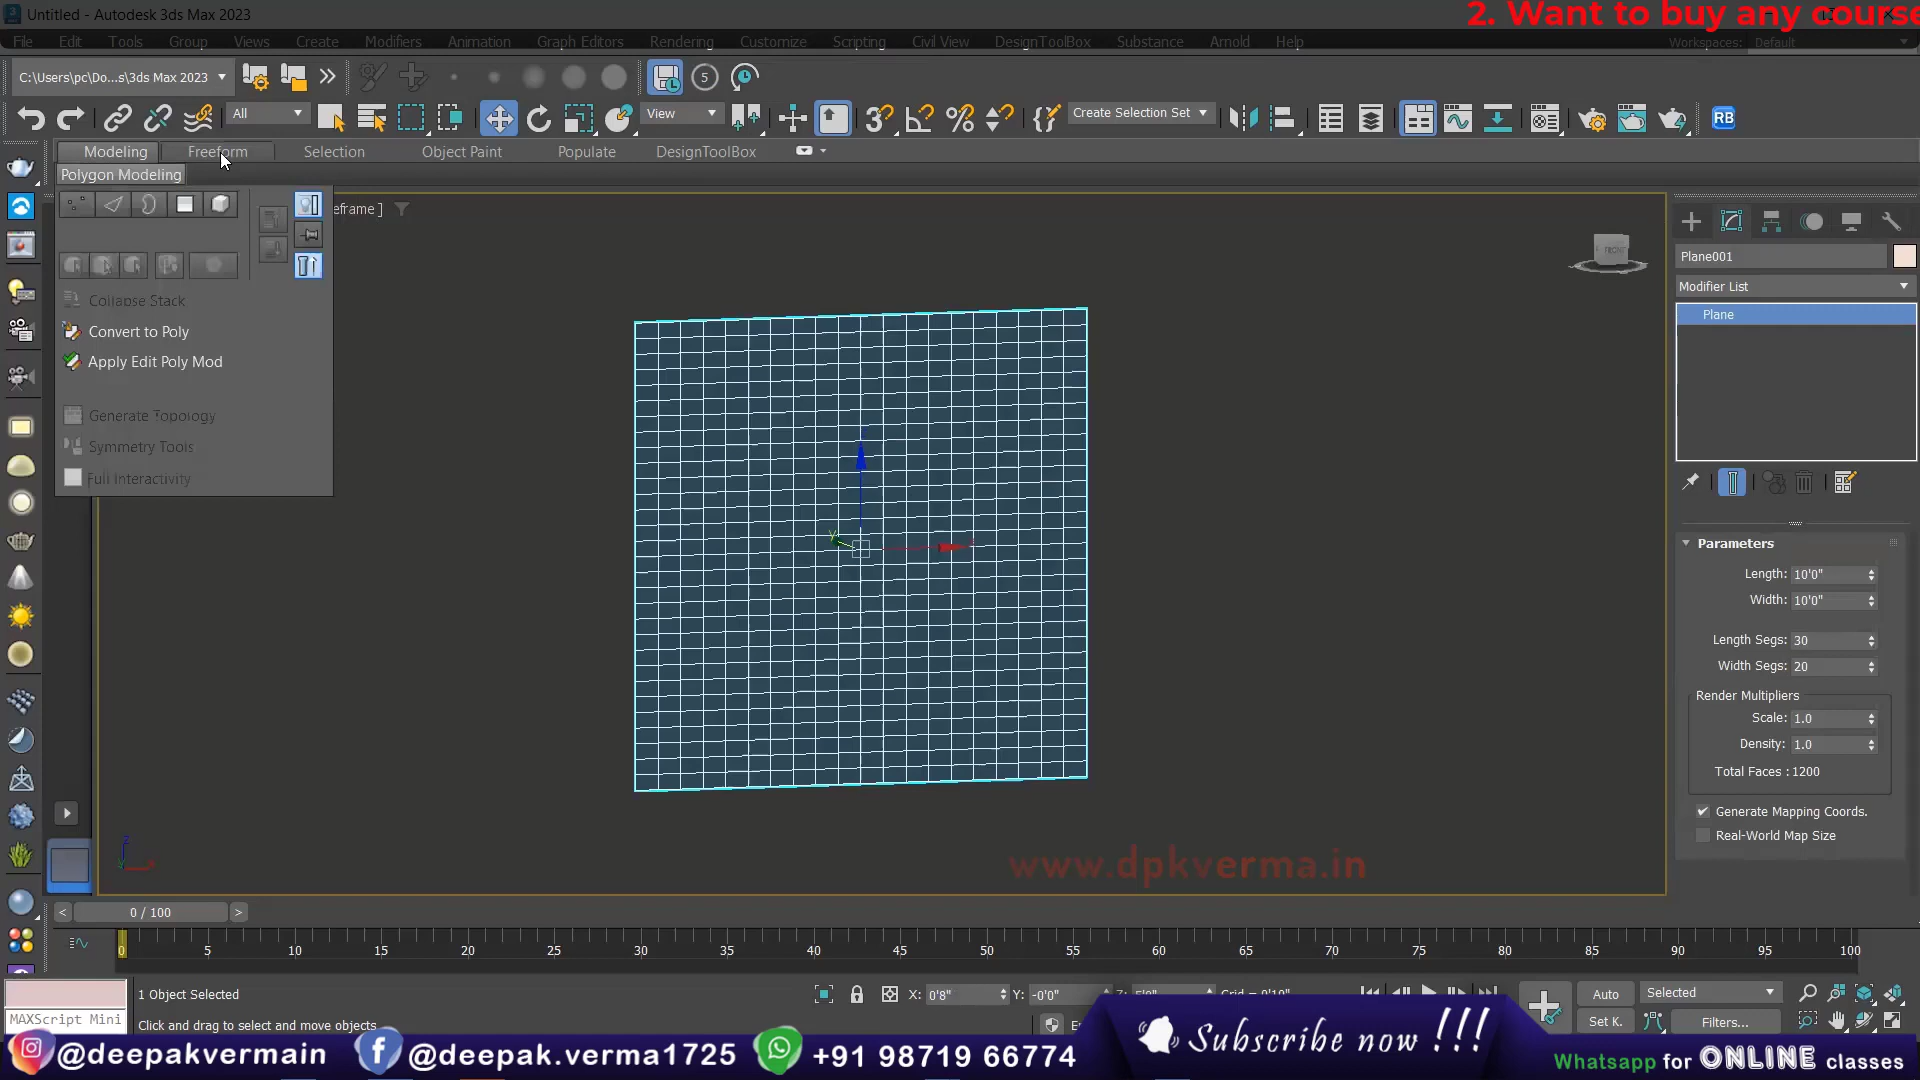 Untitled - Autodesk 3ds Max 2023
2. Want to buy any course
File Edit Tools Group Views Create Modifiers Animation Graph Editors Rendering Customize Scripting Civil View DesignToolBox Substance Arnold Help Workspaces: Default
C:\Users\pc\Do...s\3ds Max 2023
5
All View Create Selection Set RB
Modeling Freeform Selection Object Paint Populate DesignToolBox
Polygon Modeling
eframe ]
FRONT
Plane001
Modifier List
Plane
Collapse Stack
Convert to Poly
Apply Edit Poly Mod
Generate Topology
Symmetry Tools
Full Interactivity
y
Parameters
Length: 10'0"
Width: 10'0"
Length Segs: 30
Width Segs: 20
Render Multipliers
Scale: 1.0
Density: 1.0
Total Faces : 1200
Generate Mapping Coords.
Real-World Map Size
www.dpkverma.in
< 0 / 100 >
0 5 10 15 20 25 30 35 40 45 50 55 60 65 70 75 80 85 90 95 100
1 Object Selected
X: 0'8" Y: -0'0"
Auto Selected
MAXScript Mini
Click and drag to select and move objects
Set K. Filters...
@deepakvermain @deepak.verma1725 +91 98719 66774
Subscribe now !!!
Whatsapp for ONLINE classes